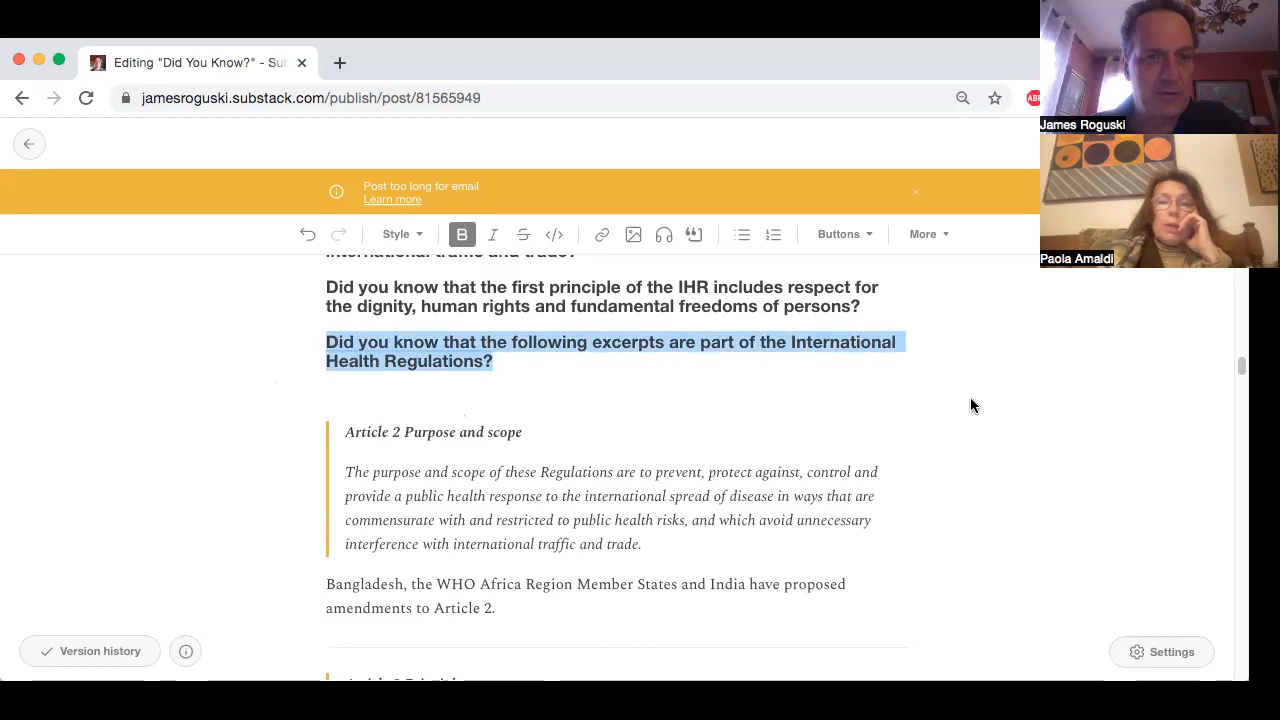 Editing "Did You Know?" - Sub
jamesroguski.substack.com/publish/post/81565949
James Roguski
Paola Amaldi
Post too long for email
Learn more
Style
B
I
S
Buttons
More
Did you know that the first principle of the IHR includes respect for
the dignity, human rights and fundamental freedoms of persons?
Did you know that the following excerpts are part of the International
Health Regulations?
Article 2 Purpose and scope
The purpose and scope of these Regulations are to prevent, protect against, control and
provide a public health response to the international spread of disease in ways that are
commensurate with and restricted to public health risks, and which avoid unnecessary
interference with international traffic and trade.
Bangladesh, the WHO Africa Region Member States and India have proposed
amendments to Article 2.
Version history
Settings